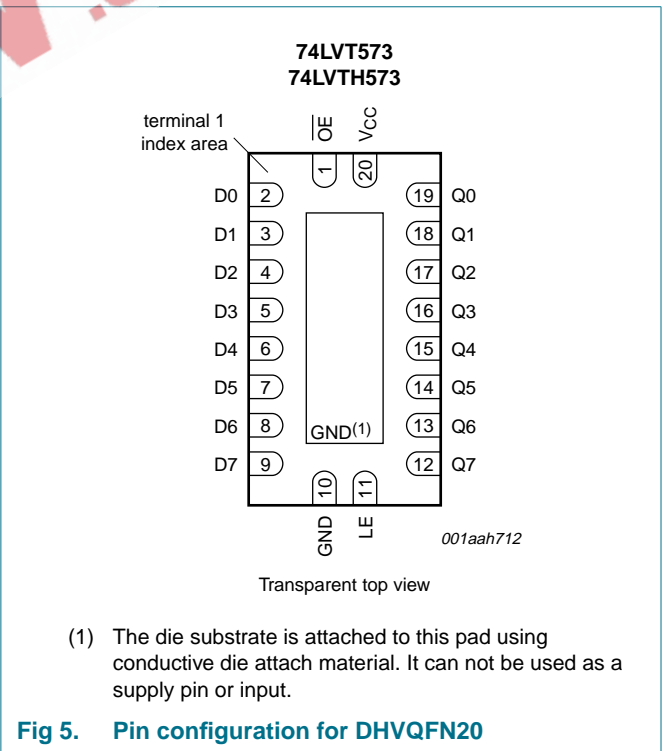 74LVT573
74LVTH573
terminal 1
index area
OE
VCC
1
20
D0 2 19 Q0
D1 3 18 Q1
D2 4 17 Q2
D3 5 16 Q3
D4 6 15 Q4
D5 7 14 Q5
D6 8 13 Q6
GND(1)
D7 9 12 Q7
10
11
GND
LE
001aah712
Transparent top view
(1) The die substrate is attached to this pad using
conductive die attach material. It can not be used as a
supply pin or input.
Fig 5. Pin configuration for DHVQFN20